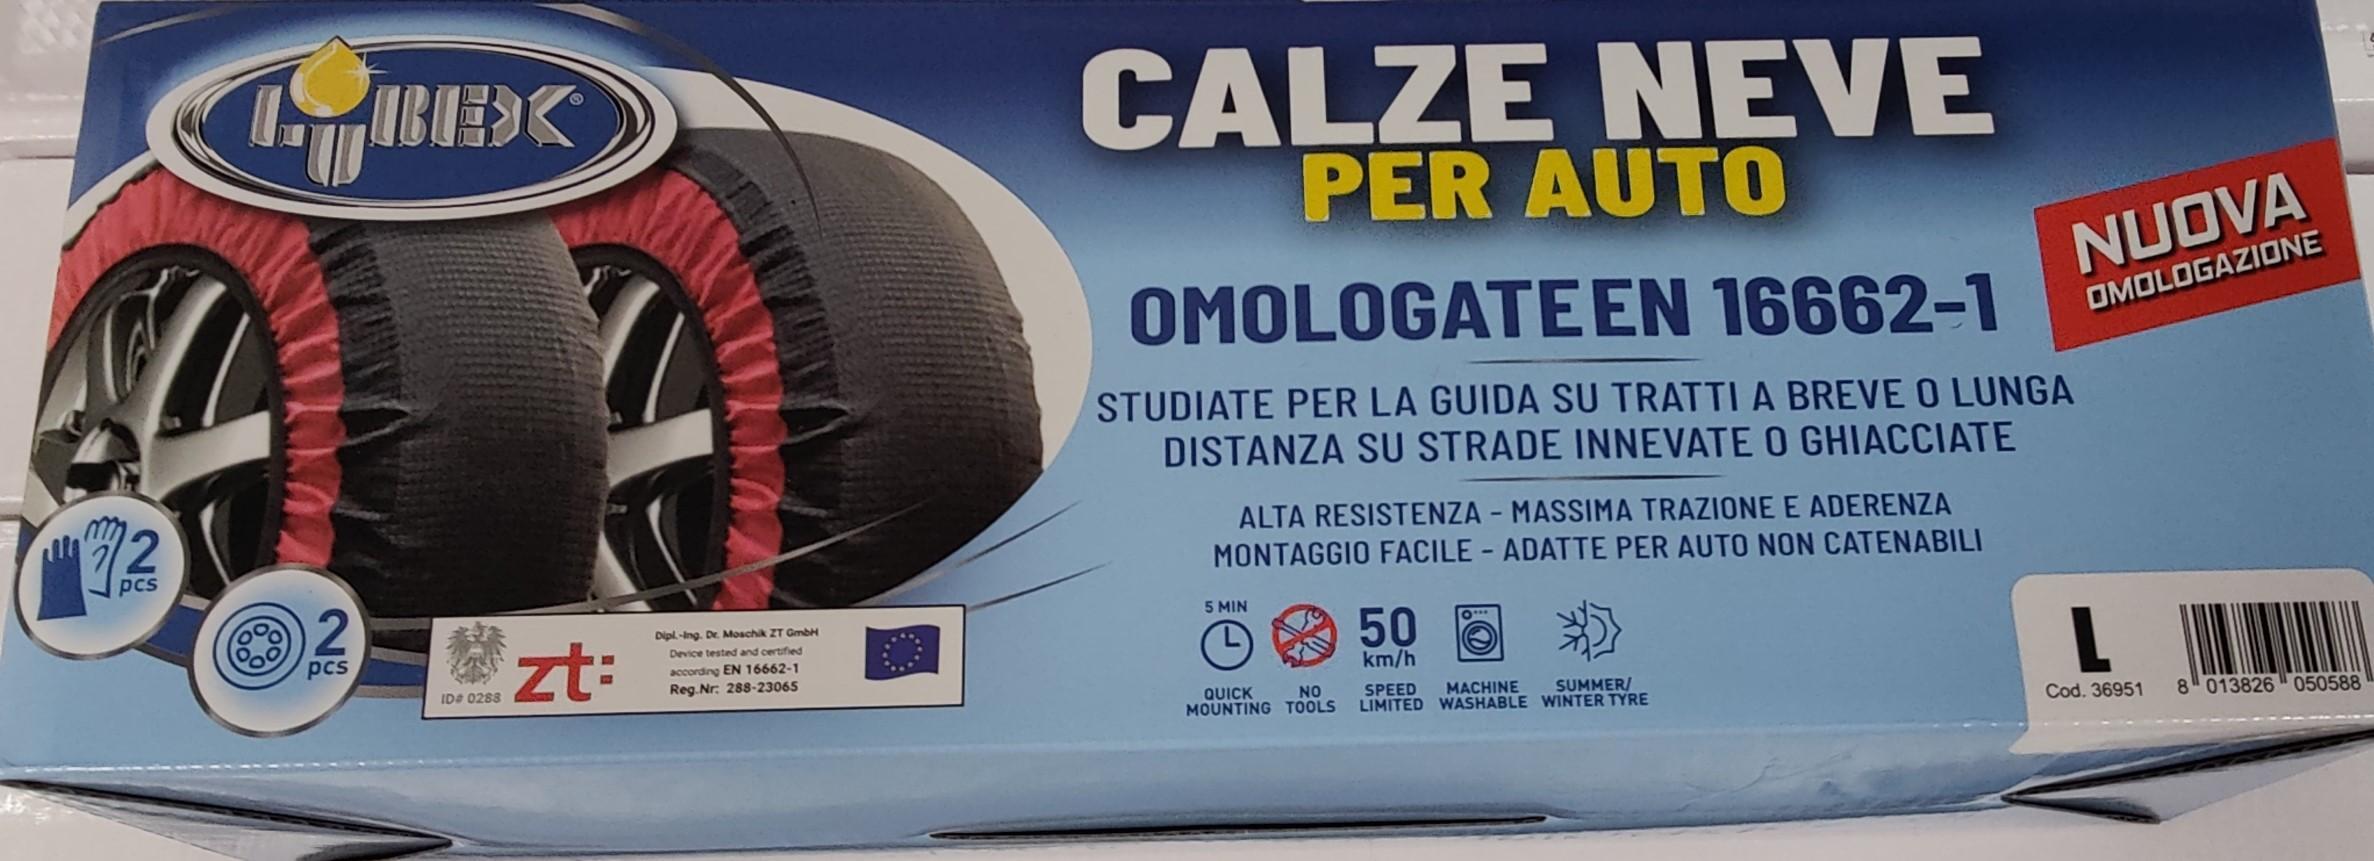 LYBEX®
CALZE NEVE
PER AUTO
NUOVA
OMOLOGAZIONE
OMOLOGATE EN 16662-1
STUDIATE PER LA GUIDA SU TRATTI A BREVE O LUNGA
DISTANZA SU STRADE INNEVATE O GHIACCIATE
ALTA RESISTENZA - MASSIMA TRAZIONE E ADERENZA
MONTAGGIO FACILE - ADATTE PER AUTO NON CATENABILI
2
pcs
2
pcs
ID# 0288
zt:
Dipl.-Ing. Dr. Moschik ZT GmbH
Device tested and certified
according EN 16662-1
Reg.Nr: 288-23065
5 MIN
QUICK
MOUNTING
NO
TOOLS
50
km/h
SPEED
LIMITED
MACHINE
WASHABLE
SUMMER/
WINTER TYRE
L
Cod. 36951
8 013826 050588